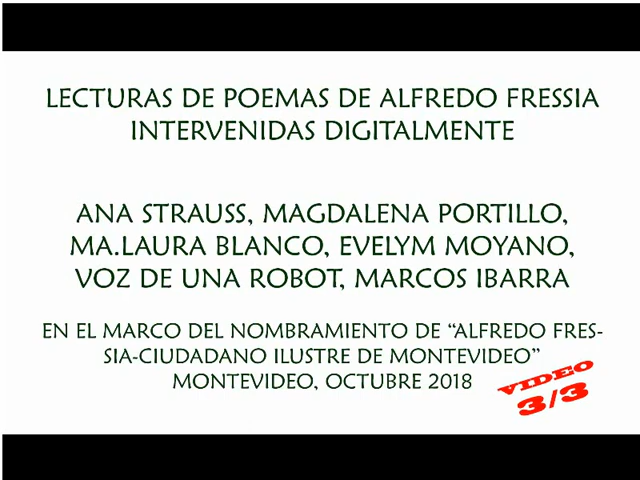 LECTURAS DE POEMAS DE ALFREDO FRESSIA
INTERVENIDAS DIGITALMENTE
ANA STRAUSS, MAGDALENA PORTILLO,
MA.LAURA BLANCO, EVELYM MOYANO,
VOZ DE UNA ROBOT, MARCOS IBARRA
EN EL MARCO DEL NOMBRAMIENTO DE “ALFREDO FRES-
SIA-CIUDADANO ILUSTRE DE MONTEVIDEO”
MONTEVIDEO, OCTUBRE 2018
VIDEO
3/3